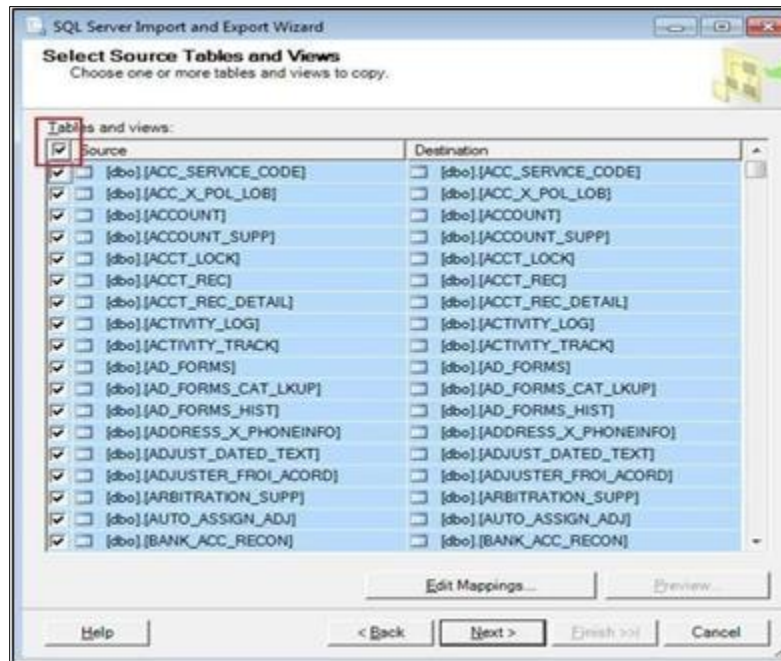 SQL Server Import and Export Wizard
Select Source Tables and Views
Choose one or more tables and views to copy.
Tables and views:
Source Destination
[dbo].[ACC_SERVICE_CODE] [dbo].[ACC_SERVICE_CODE]
[dbo].[ACC_X_POL_LOB] [dbo].[ACC_X_POL_LOB]
[dbo].[ACCOUNT] [dbo].[ACCOUNT]
[dbo].[ACCOUNT_SUPP] [dbo].[ACCOUNT_SUPP]
[dbo].[ACCT_LOCK] [dbo].[ACCT_LOCK]
[dbo].[ACCT_REC] [dbo].[ACCT_REC]
[dbo].[ACCT_REC_DETAIL] [dbo].[ACCT_REC_DETAIL]
[dbo].[ACTIVITY_LOG] [dbo].[ACTIVITY_LOG]
[dbo].[ACTIVITY_TRACK] [dbo].[ACTIVITY_TRACK]
[dbo].[AD_FORMS] [dbo].[AD_FORMS]
[dbo].[AD_FORMS_CAT_LKUP] [dbo].[AD_FORMS_CAT_LKUP]
[dbo].[AD_FORMS_HIST] [dbo].[AD_FORMS_HIST]
[dbo].[ADDRESS_X_PHONEINFO] [dbo].[ADDRESS_X_PHONEINFO]
[dbo].[ADJUST_DATED_TEXT] [dbo].[ADJUST_DATED_TEXT]
[dbo].[ADJUSTER_FROI_ACORD] [dbo].[ADJUSTER_FROI_ACORD]
[dbo].[ARBITRATION_SUPP] [dbo].[ARBITRATION_SUPP]
[dbo].[AUTO_ASSIGN_ADJ] [dbo].[AUTO_ASSIGN_ADJ]
[dbo].[BANK_ACC_RECON] [dbo].[BANK_ACC_RECON]
Edit Mappings... Preview...
Help < Back Next > Finish >>| Cancel